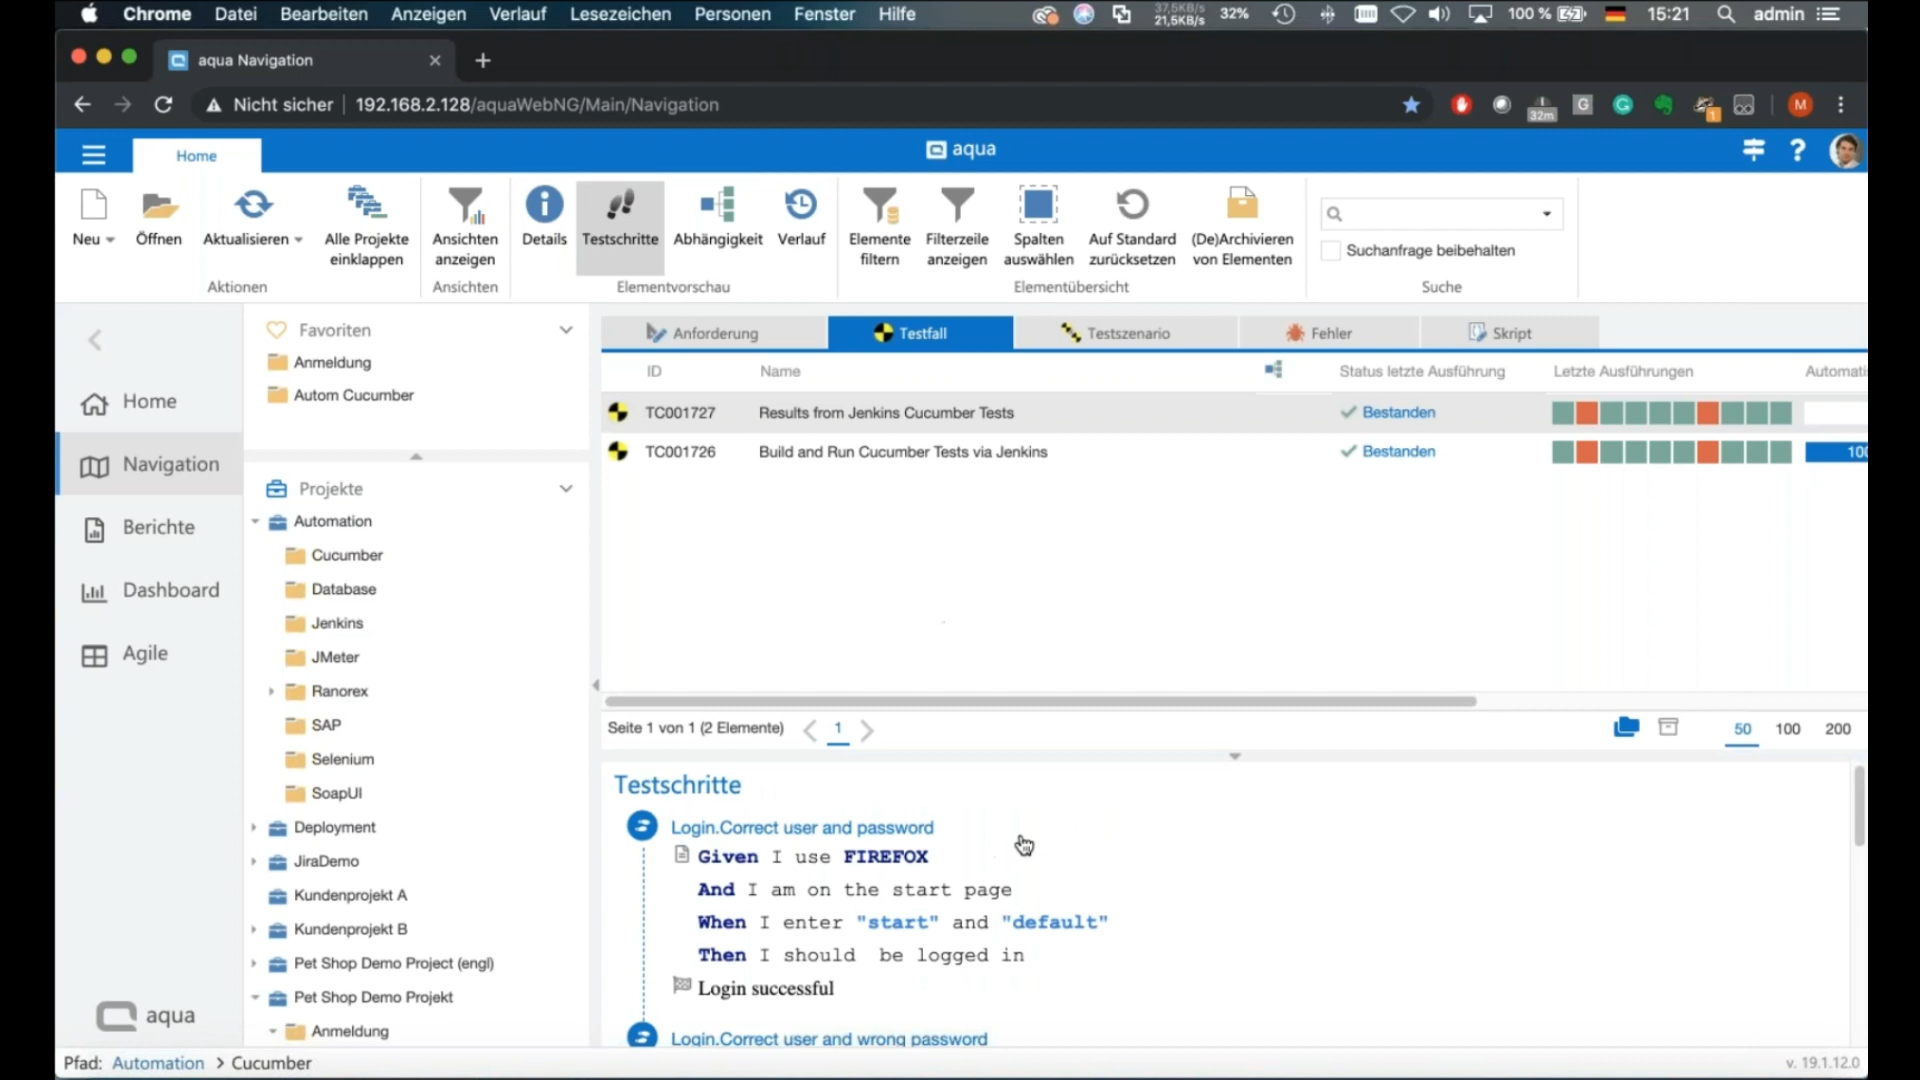 Chrome Datei Bearbeiten Anzeigen Verlauf Lesezeichen Personen Fenster Hilfe
37,5KB/s
21,5KB/s
32%
100 %
15:21
admin
aqua Navigation
Nicht sicher
192.168.2.128/aquaWebNG/Main/Navigation
32m
G
1
M
Home
aqua
?
Neu
Öffnen
Aktualisieren
Alle Projekte
einklappen
Aktionen
Ansichten
anzeigen
Ansichten
Details
Testschritte
Abhängigkeit
Verlauf
Elementvorschau
Elemente
filtern
Filterzeile
anzeigen
Spalten
auswählen
Auf Standard
zurücksetzen
(De)Archivieren
von Elementen
Elementübersicht
Suchanfrage beibehalten
Suche
Home
Navigation
Berichte
Dashboard
Agile
aqua
Favoriten
Anmeldung
Autom Cucumber
Projekte
Automation
Cucumber
Database
Jenkins
JMeter
Ranorex
SAP
Selenium
SoapUI
Deployment
JiraDemo
Kundenprojekt A
Kundenprojekt B
Pet Shop Demo Project (engl)
Pet Shop Demo Projekt
Anmeldung
Anforderung
Testfall
Testszenario
Fehler
Skript
ID Name Status letzte Ausführung Letzte Ausführungen Automati
TC001727 Results from Jenkins Cucumber Tests Bestanden
TC001726 Build and Run Cucumber Tests via Jenkins Bestanden 100
Seite 1 von 1 (2 Elemente) 1 50 100 200
Testschritte
Login.Correct user and password
Given I use FIREFOX
And I am on the start page
When I enter "start" and "default"
Then I should be logged in
Login successful
Login.Correct user and wrong password
Pfad: Automation > Cucumber
v. 19.1.12.0